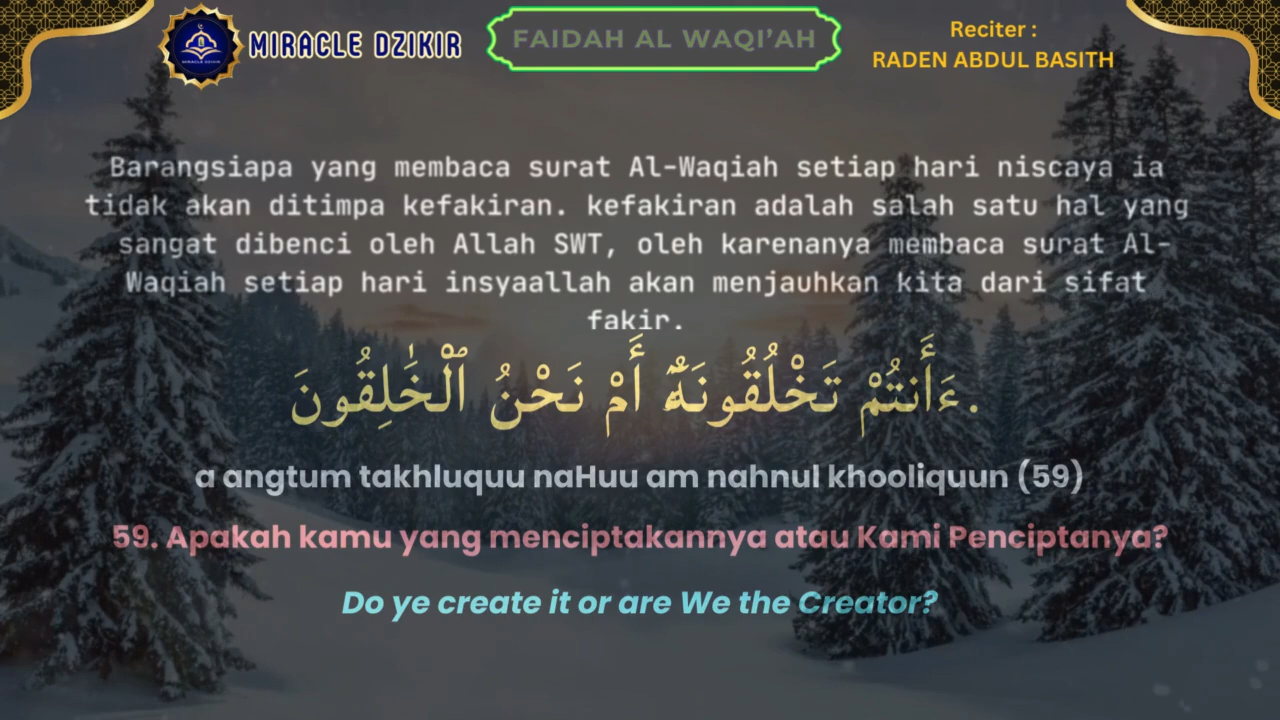 MIRACLE DZIKIR
FAIDAH AL WAQI’AH
Reciter :
RADEN ABDUL BASITH
Barangsiapa yang membaca surat Al-Waqiah setiap hari niscaya ia
tidak akan ditimpa kefakiran. kefakiran adalah salah satu hal yang
sangat dibenci oleh Allah SWT, oleh karenanya membaca surat Al-
Waqiah setiap hari insyaallah akan menjauhkan kita dari sifat
fakir.
.ءَأَنتُمْ تَخْلُقُونَهُۥٓ أَمْ نَحْنُ ٱلْخَٰلِقُونَ
a angtum takhluquu naHuu am nahnul khooliquun (59)
59. Apakah kamu yang menciptakannya atau Kami Penciptanya?
Do ye create it or are We the Creator?